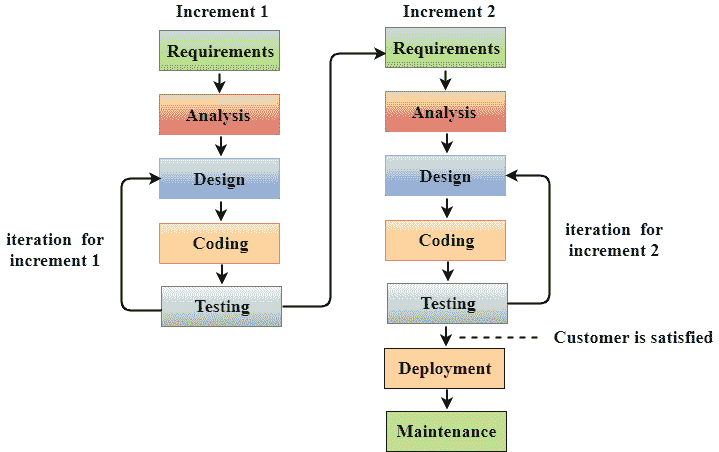 Increment 1
Requirements
Analysis
Design
Coding
Testing
iteration for
increment 1
Increment 2
Requirements
Analysis
Design
Coding
Testing
iteration for
increment 2
Customer is satisfied
Deployment
Maintenance